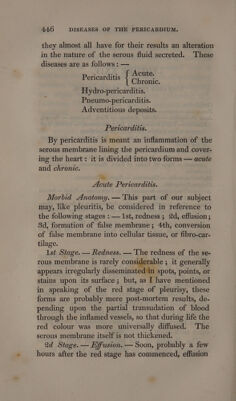 446 DISEASES OF THE PERICARDIUM.
they almost all have for their results an alteration
in the nature of the serous fluid secreted. These
diseases are as follows : —
Pericarditis { Acute.
Chronic.
Hydro-pericarditis.
Pneumo-pericarditis.
Adventitious deposits.
Pericarditis.
By pericarditis is meant an inflammation of the
serous membrane lining the pericardium and cover-
ing the heart : it is divided into two forms — acute
and chronic.
Acute Pericarditis.
Morbid Anatomy. — This part of our subject
may, like pleuritis, be considered in reference to
the following stages : — 1st, redness ; 2d, effusion;
3d, formation of false membrane ; 4th, conversion
of false membrane into cellular tissue, or fibro-car-
tilage.
1st Stage. — Redness. — The redness of the se-
rous membrane is rarely considerable ; it generally
appears irregularly disseminated in spots, points, or
stains upon its surface ; but, as I have mentioned
in speaking of the red stage of pleurisy, these
forms are probably mere post-mortem results, de-
pending upon the partial transudation of blood
through the inflamed vessels, so that during life the
red colour was more universally diffused. The
serous membrane itself is not thickened.
2d Stage. — Effusion. — Soon, probably a few
hours after the red stage has commenced, effusion